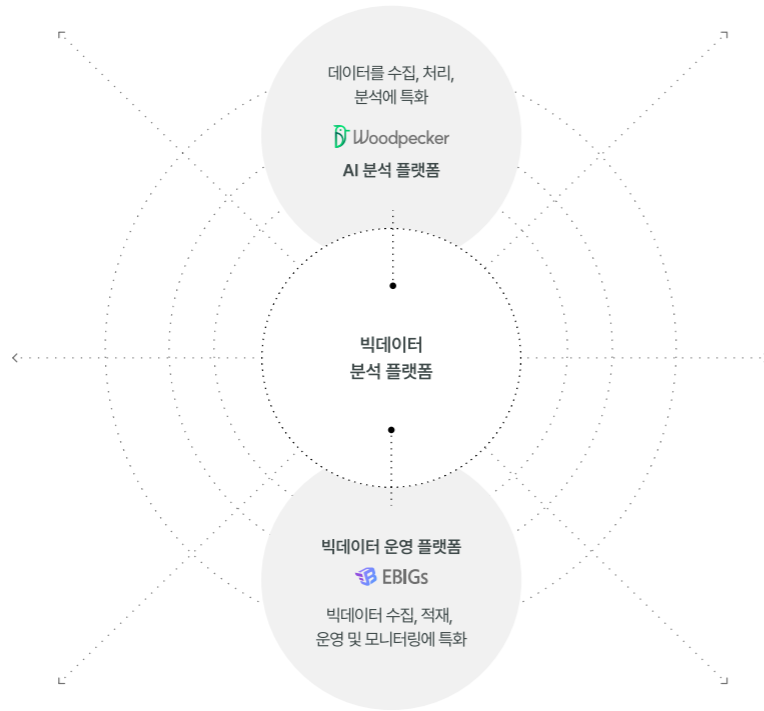 데이터를 수집, 처리,
분석에 특화
Woodpecker
AI 분석 플랫폼
빅데이터
분석 플랫폼
빅데이터 운영 플랫폼
EBIGs
빅데이터 수집, 적재,
운영 및 모니터링에 특화